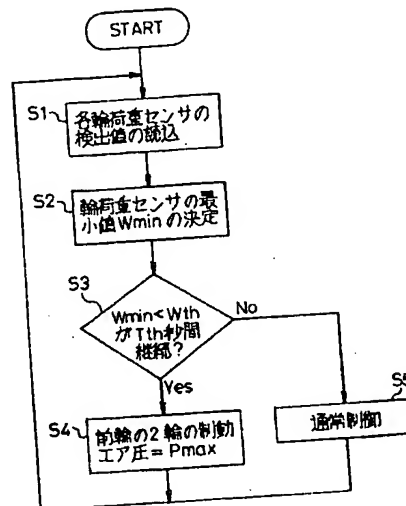 START
S1
各輪荷重センサの
検出値の読込
S2
輪荷重センサの最
小値Wminの決定
S3
Wmin<Wth
がTth秒間
継続?
No
Yes
S4
前輪の2輪の制動
エア圧=Pmax
S5
通常制御